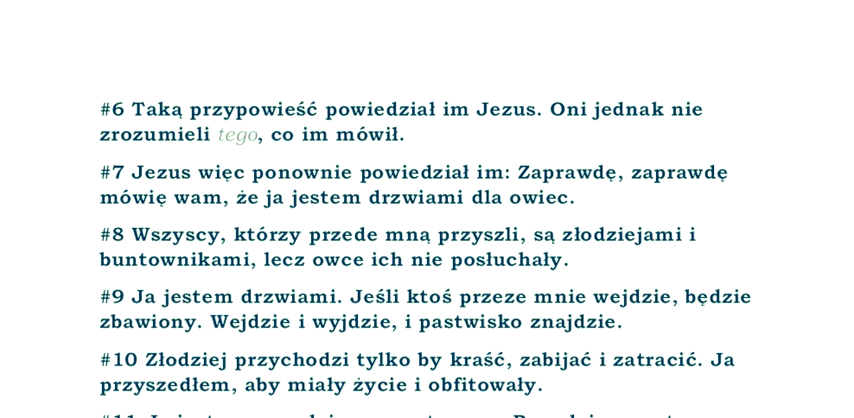 #6 Taką przypowieść powiedział im Jezus. Oni jednak nie
zrozumieli tego, co im mówił.
#7 Jezus więc ponownie powiedział im: Zaprawdę, zaprawdę
mówię wam, że ja jestem drzwiami dla owiec.
#8 Wszyscy, którzy przede mną przyszli, są złodziejami i
buntownikami, lecz owce ich nie posłuchały.
#9 Ja jestem drzwiami. Jeśli ktoś przeze mnie wejdzie, będzie
zbawiony. Wejdzie i wyjdzie, i pastwisko znajdzie.
#10 Złodziej przychodzi tylko by kraść, zabijać i zatracić. Ja
przyszedłem, aby miały życie i obfitowały.